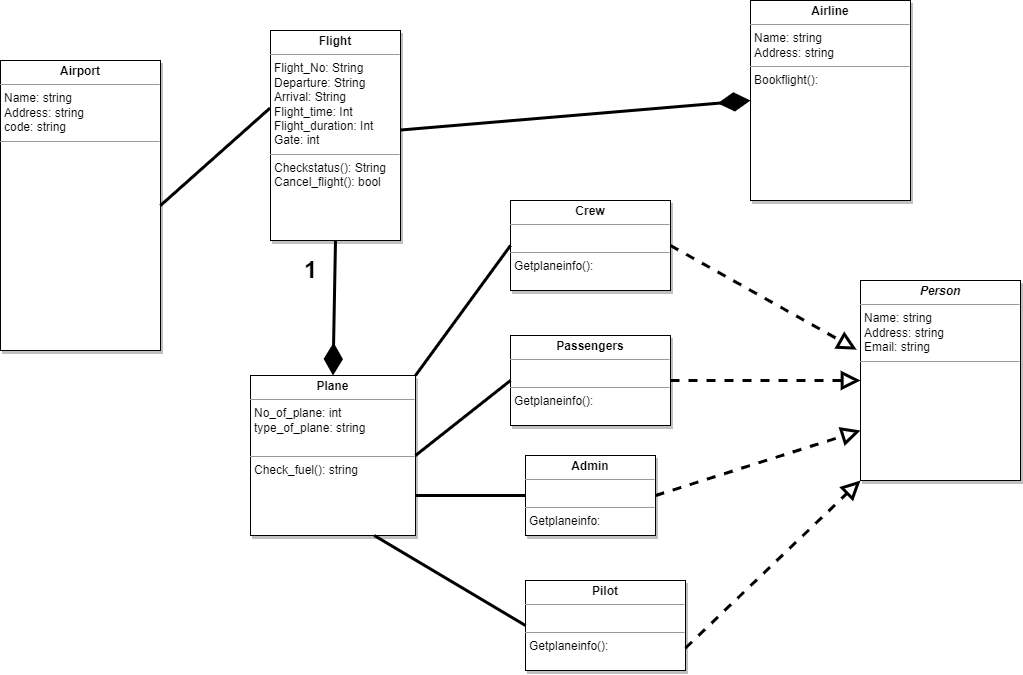 Airport
Name: string
Address: string
code: string
Flight
Flight_No: String
Departure: String
Arrival: String
Flight_time: Int
Flight_duration: Int
Gate: int
Checkstatus(): String
Cancel_flight(): bool
Airline
Name: string
Address: string
Bookflight():
1
Crew
Getplaneinfo():
Person
Name: string
Address: string
Email: string
Passengers
Getplaneinfo():
Plane
No_of_plane: int
type_of_plane: string
Check_fuel(): string
Admin
Getplaneinfo:
Pilot
Getplaneinfo():